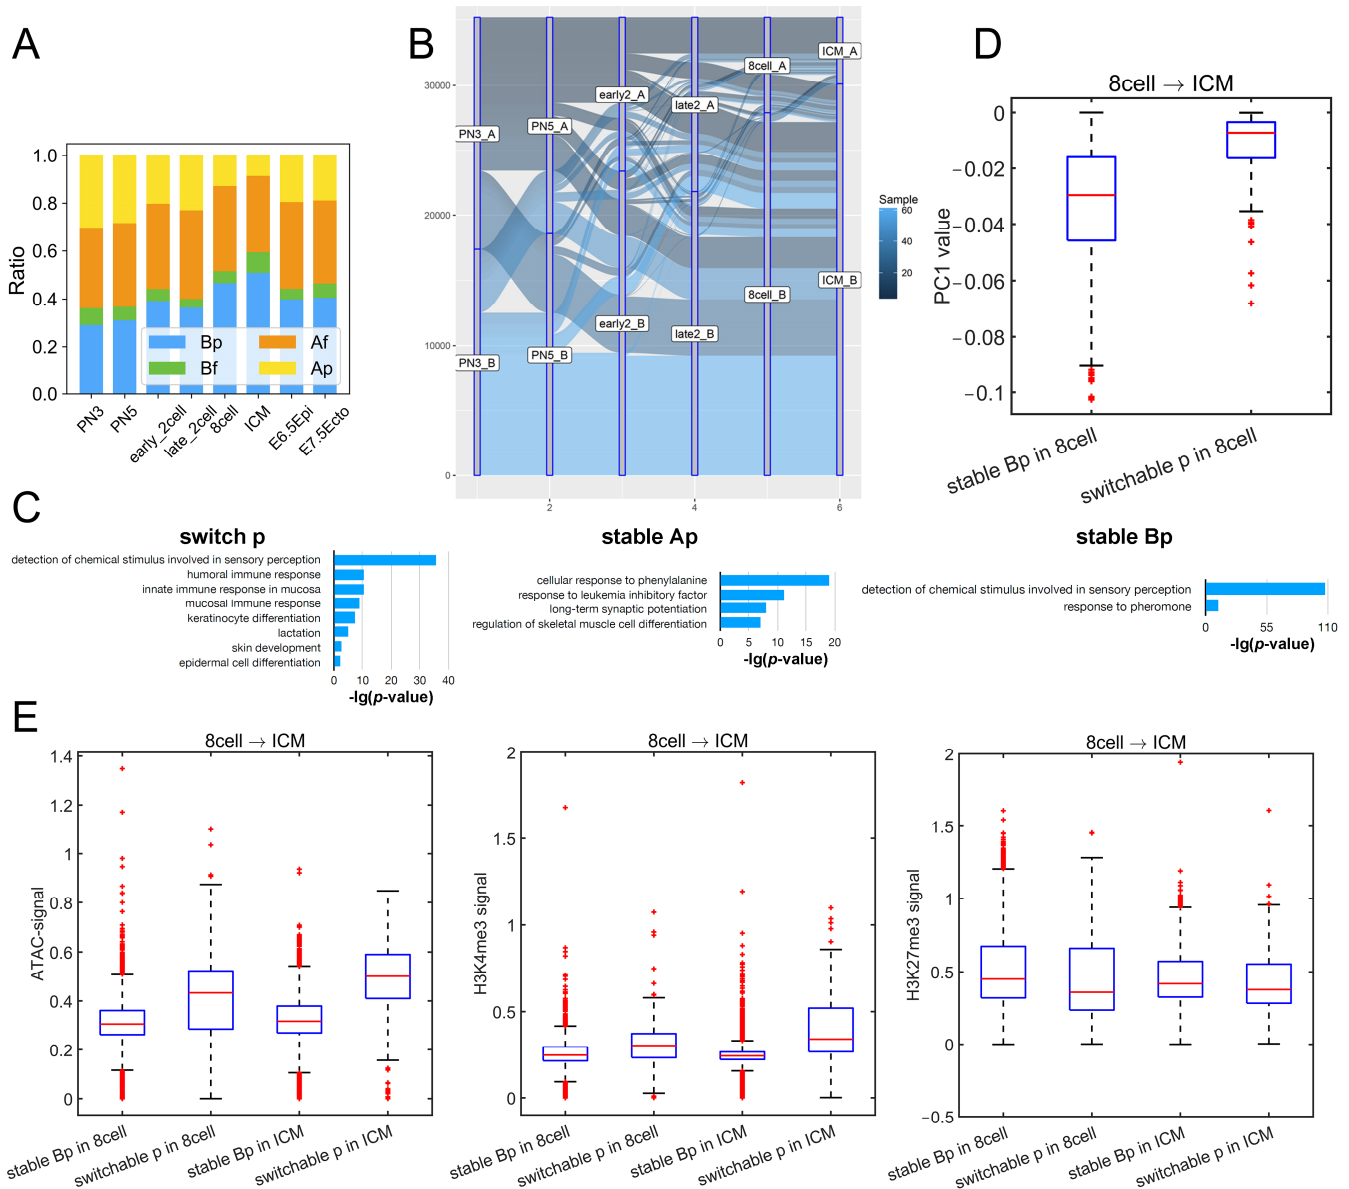 A
1.0
0.8
0.6
0.4
0.2
0.0
Ratio
Bp
Af
Bf
Ap
PN3
PN5
early_2cell
late_2cell
8cell
ICM
E6.5Epi
E7.5Ecto
B
30000
20000
10000
0
2
4
6
PN3_A
PN5_A
early2_A
late2_A
8cell_A
ICM_A
PN3_B
PN5_B
early2_B
late2_B
8cell_B
ICM_B
Sample
60
40
20
D
8cell → ICM
0
−0.02
−0.04
−0.06
−0.08
−0.1
PC1 value
stable Bp in 8cell
switchable p in 8cell
C
switch p
detection of chemical stimulus involved in sensory perception
humoral immune response
innate immune response in mucosa
mucosal immune response
keratinocyte differentiation
lactation
skin development
epidermal cell differentiation
0 10 20 30 40
-lg(p-value)
stable Ap
cellular response to phenylalanine
response to leukemia inhibitory factor
long-term synaptic potentiation
regulation of skeletal muscle cell differentiation
0 5 10 15 20
-lg(p-value)
stable Bp
detection of chemical stimulus involved in sensory perception
response to pheromone
0 55 110
-lg(p-value)
E
8cell → ICM
1.4
1.2
1
0.8
0.6
0.4
0.2
0
ATAC-signal
stable Bp in 8cell
switchable p in 8cell
stable Bp in ICM
switchable p in ICM
8cell → ICM
2
1.5
1
0.5
0
H3K4me3 signal
stable Bp in 8cell
switchable p in 8cell
stable Bp in ICM
switchable p in ICM
8cell → ICM
2
1.5
1
0.5
0
−0.5
H3K27me3 signal
stable Bp in 8cell
switchable p in 8cell
stable Bp in ICM
switchable p in ICM